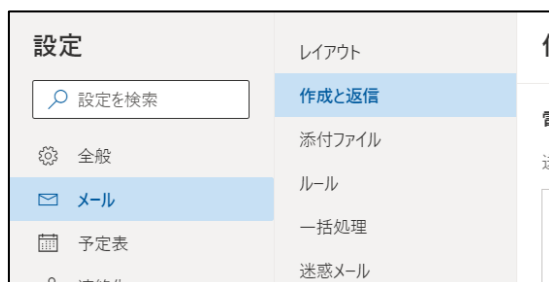 設定
設定を検索
全般
メール
予定表
レイアウト
作成と返信
添付ファイル
ルール
一括処理
迷惑メール